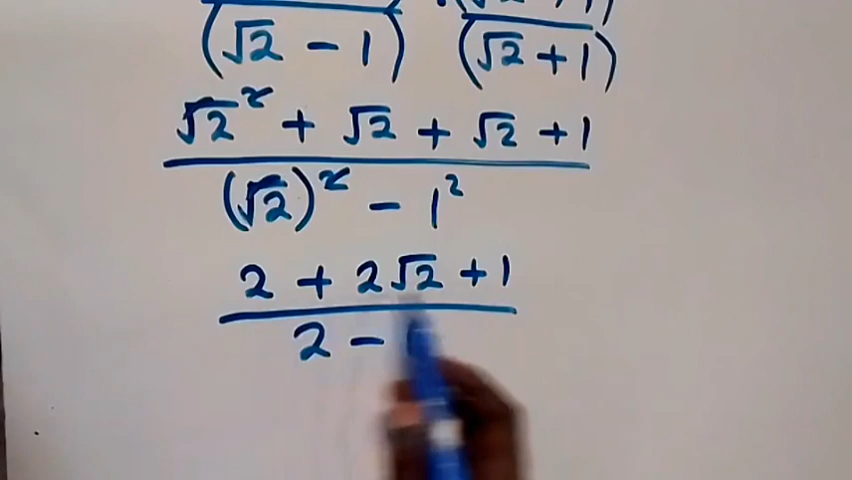 (√2 - 1) (√2 + 1)
√2² + √2 + √2 + 1
(√2)² - 1²
2 + 2√2 + 1
2 -